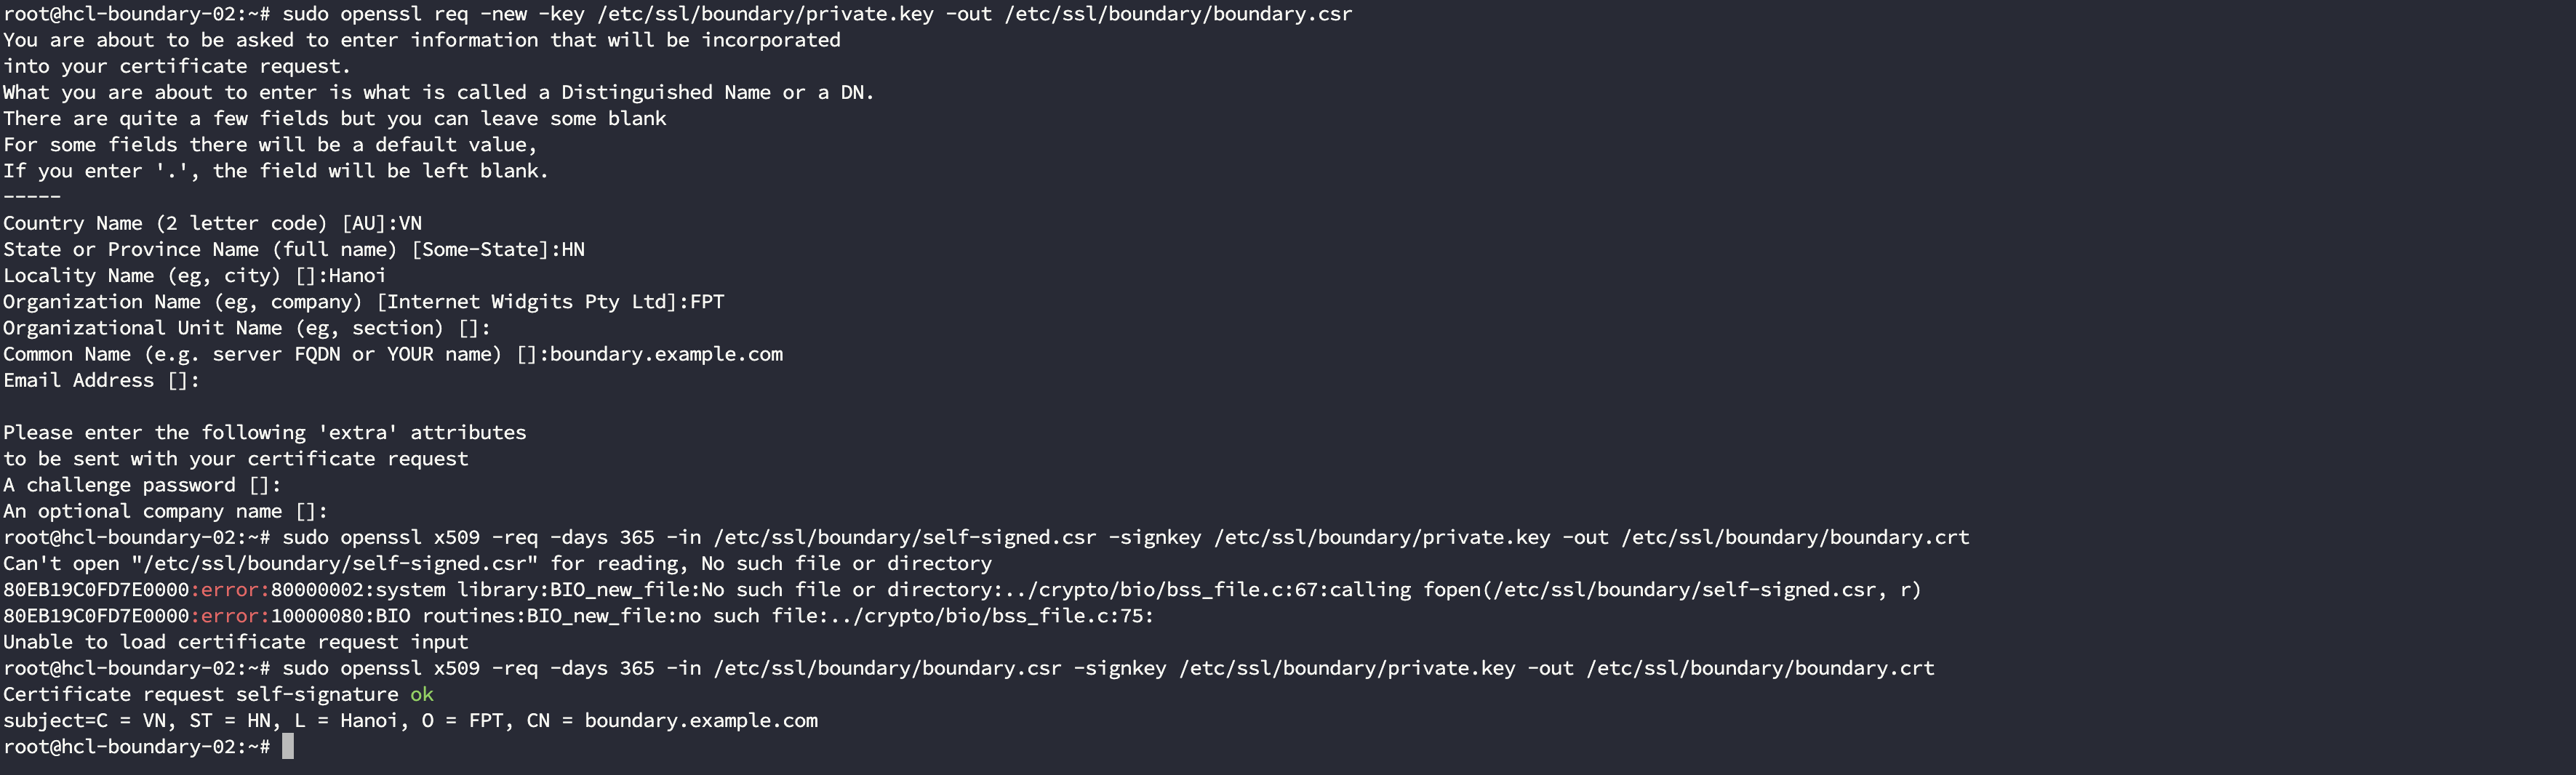 root@hcl-boundary-02:~# sudo openssl req -new -key /etc/ssl/boundary/private.key -out /etc/ssl/boundary/boundary.csr
You are about to be asked to enter information that will be incorporated
into your certificate request.
What you are about to enter is what is called a Distinguished Name or a DN.
There are quite a few fields but you can leave some blank
For some fields there will be a default value,
If you enter '.', the field will be left blank.
-----
Country Name (2 letter code) [AU]:VN
State or Province Name (full name) [Some-State]:HN
Locality Name (eg, city) []:Hanoi
Organization Name (eg, company) [Internet Widgits Pty Ltd]:FPT
Organizational Unit Name (eg, section) []:
Common Name (e.g. server FQDN or YOUR name) []:boundary.example.com
Email Address []:

Please enter the following 'extra' attributes
to be sent with your certificate request
A challenge password []:
An optional company name []:
root@hcl-boundary-02:~# sudo openssl x509 -req -days 365 -in /etc/ssl/boundary/self-signed.csr -signkey /etc/ssl/boundary/private.key -out /etc/ssl/boundary/boundary.crt
Can't open "/etc/ssl/boundary/self-signed.csr" for reading, No such file or directory
80EB19C0FD7E0000:error:80000002:system library:BIO_new_file:No such file or directory:../crypto/bio/bss_file.c:67:calling fopen(/etc/ssl/boundary/self-signed.csr, r)
80EB19C0FD7E0000:error:10000080:BIO routines:BIO_new_file:no such file:../crypto/bio/bss_file.c:75:
Unable to load certificate request input
root@hcl-boundary-02:~# sudo openssl x509 -req -days 365 -in /etc/ssl/boundary/boundary.csr -signkey /etc/ssl/boundary/private.key -out /etc/ssl/boundary/boundary.crt
Certificate request self-signature ok
subject=C = VN, ST = HN, L = Hanoi, O = FPT, CN = boundary.example.com
root@hcl-boundary-02:~#